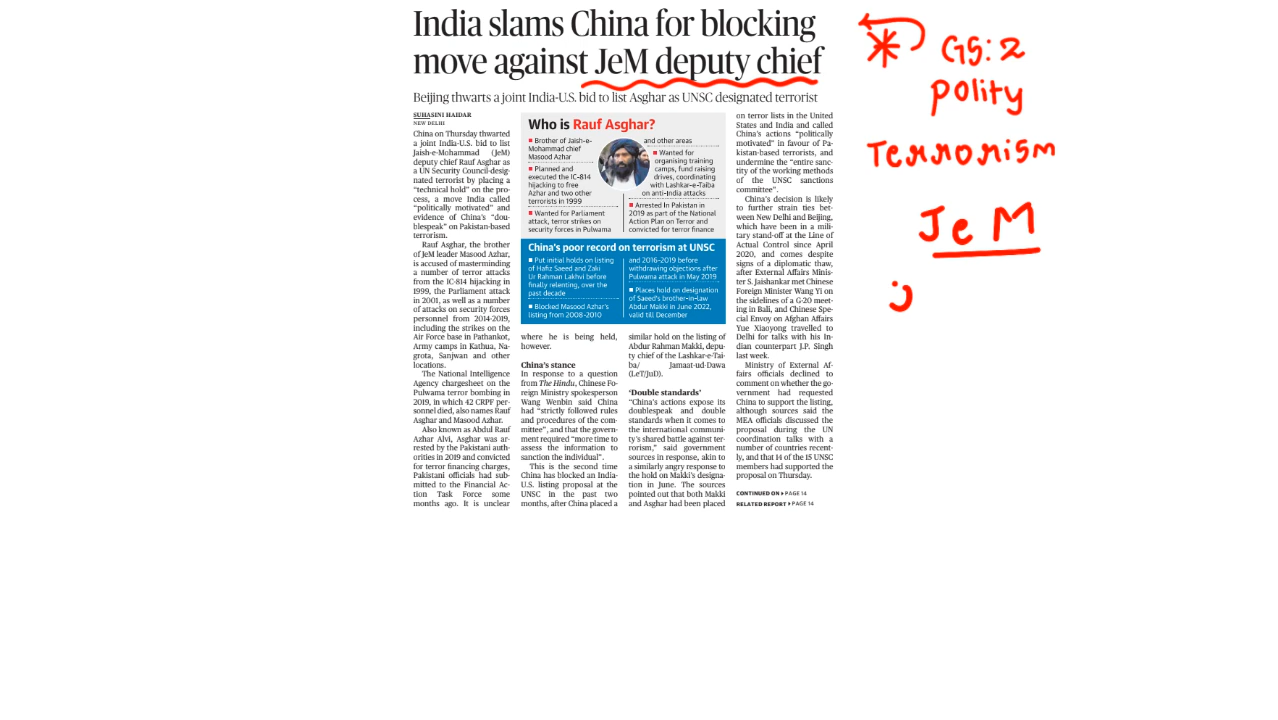 India slams China for blocking
move against JeM deputy chief
Beijing thwarts a joint India-U.S. bid to list Asghar as UNSC designated terrorist
SUHASINI HAIDAR
NEW DELHI
China on Thursday thwarted
a joint India-U.S. bid to list
Jaish-e-Mohammad (JeM)
deputy chief Rauf Asghar as
a UN Security Council-desig-
nated terrorist by placing a
"technical hold" on the pro-
cess, a move India called
"politically motivated" and
evidence of China's "dou-
blespeak" on Pakistan-based
terrorism.
Rauf Asghar, the brother
of JeM leader Masood Azhar,
is accused of masterminding
a number of terror attacks
from the IC-814 hijacking in
1999, the Parliament attack
in 2001, as well as a number
of attacks on security forces
personnel from 2014-2019,
including the strikes on the
Air Force base in Pathankot,
Army camps in Kathua, Na-
grota, Sanjwan and other
locations.
The National Intelligence
Agency chargesheet on the
Pulwama terror bombing in
2019, in which 42 CRPF per-
sonnel died, also names Rauf
Asghar and Masood Azhar.
Also known as Abdul Rauf
Azhar Alvi, Asghar was ar-
rested by the Pakistani auth-
orities in 2019 and convicted
for terror financing charges,
Pakistani officials had sub-
mitted to the Financial Ac-
tion Task Force some
months ago. It is unclear
Who is Rauf Asghar?
Brother of Jaish-e-
Mohammad chief
Masood Azhar
Planned and
executed the IC-814
hijacking to free
Azhar and two other
terrorists in 1999
Wanted for Parliament
attack, terror strikes on
security forces in Pulwama
and other areas
Wanted for
organising training
camps, fund raising
drives, coordinating
with Lashkar-e-Taiba
on anti-India attacks
Arrested In Pakistan in
2019 as part of the National
Action Plan on Terror and
convicted for terror finance
China's poor record on terrorism at UNSC
Put initial holds on listing
of Hafiz Saeed and Zaki
Ur Rahman Lakhvi before
finally relenting, over the
past decade
Blocked Masood Azhar's
listing from 2008-2010
and 2016-2019 before
withdrawing objections after
Pulwama attack in May 2019
Places hold on designation
of Saeed's brother-in-law
Abdur Makki in June 2022,
valid till December
where he is being held,
however.
China's stance
In response to a question
from The Hindu, Chinese Fo-
reign Ministry spokesperson
Wang Wenbin said China
had "strictly followed rules
and procedures of the com-
mittee", and that the govern-
ment required "more time to
assess the information to
sanction the individual".
This is the second time
China has blocked an India-
U.S. listing proposal at the
UNSC in the past two
months, after China placed a
similar hold on the listing of
Abdur Rahman Makki, depu-
ty chief of the Lashkar-e-Tai-
ba/ Jamaat-ud-Dawa
(LeT/JuD).
'Double standards'
"China's actions expose its
doublespeak and double
standards when it comes to
the international communi-
ty's shared battle against ter-
rorism," said government
sources in response, akin to
a similarly angry response to
the hold on Makki's designa-
tion in June. The sources
pointed out that both Makki
and Asghar had been placed
on terror lists in the United
States and India and called
China's actions "politically
motivated" in favour of Pa-
kistan-based terrorists, and
undermine the "entire sanc-
tity of the working methods
of the UNSC sanctions
committee".
China's decision is likely
to further strain ties bet-
ween New Delhi and Beijing,
which have been in a mili-
tary stand-off at the Line of
Actual Control since April
2020, and comes despite
signs of a diplomatic thaw,
after External Affairs Minis-
ter S. Jaishankar met Chinese
Foreign Minister Wang Yi on
the sidelines of a G-20 meet-
ing in Bali, and Chinese Spe-
cial Envoy on Afghan Affairs
Yue Xiaoyong travelled to
Delhi for talks with his In-
dian counterpart J.P. Singh
last week.
Ministry of External Af-
fairs officials declined to
comment on whether the go-
vernment had requested
China to support the listing,
although sources said the
MEA officials discussed the
proposal during the UN
coordination talks with a
number of countries recent-
ly, and that 14 of the 15 UNSC
members had supported the
proposal on Thursday.
CONTINUED ON PAGE 14
RELATED REPORT PAGE 14
GS: 2
polity
Terrorism
JeM